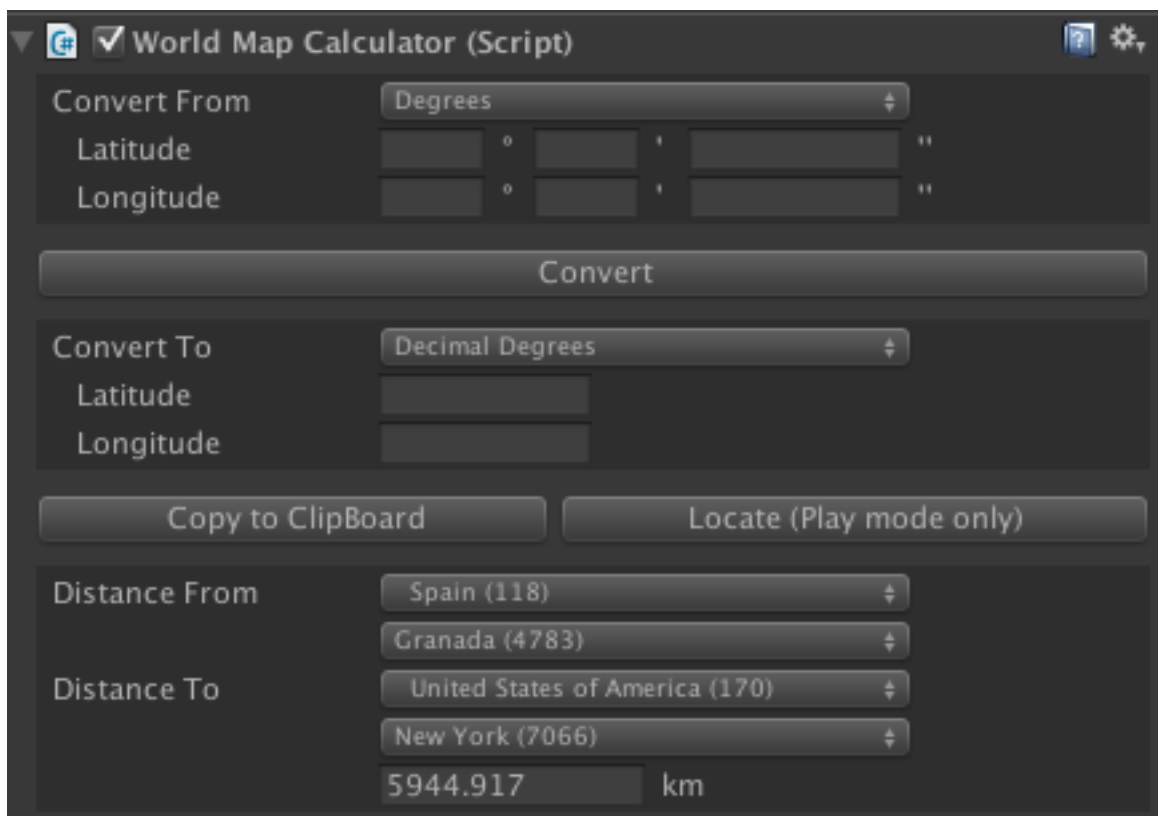 World Map Calculator (Script)
Convert From Degrees
Latitude ° ' "
Longitude ° ' "
Convert
Convert To Decimal Degrees
Latitude
Longitude
Copy to ClipBoard Locate (Play mode only)
Distance From Spain (118)
Granada (4783)
Distance To United States of America (170)
New York (7066)
5944.917 km